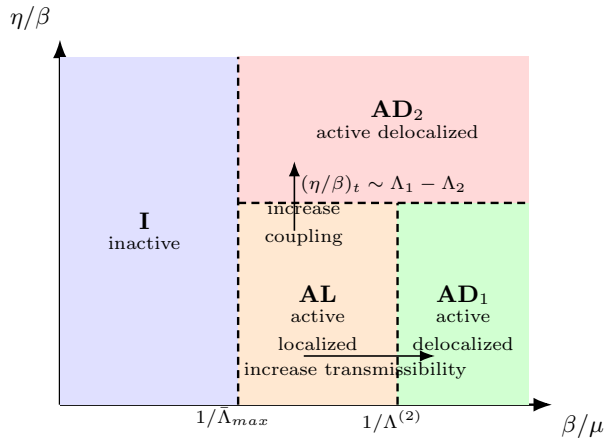 η/β
AD₂
active delocalized
(η/β)ₜ ∼ Λ₁ − Λ₂
increase
coupling
I
inactive
AL
active
localized
AD₁
active
delocalized
increase transmissibility
1/Λ̄ₘₐₓ
1/Λ⁽²⁾
β/μ